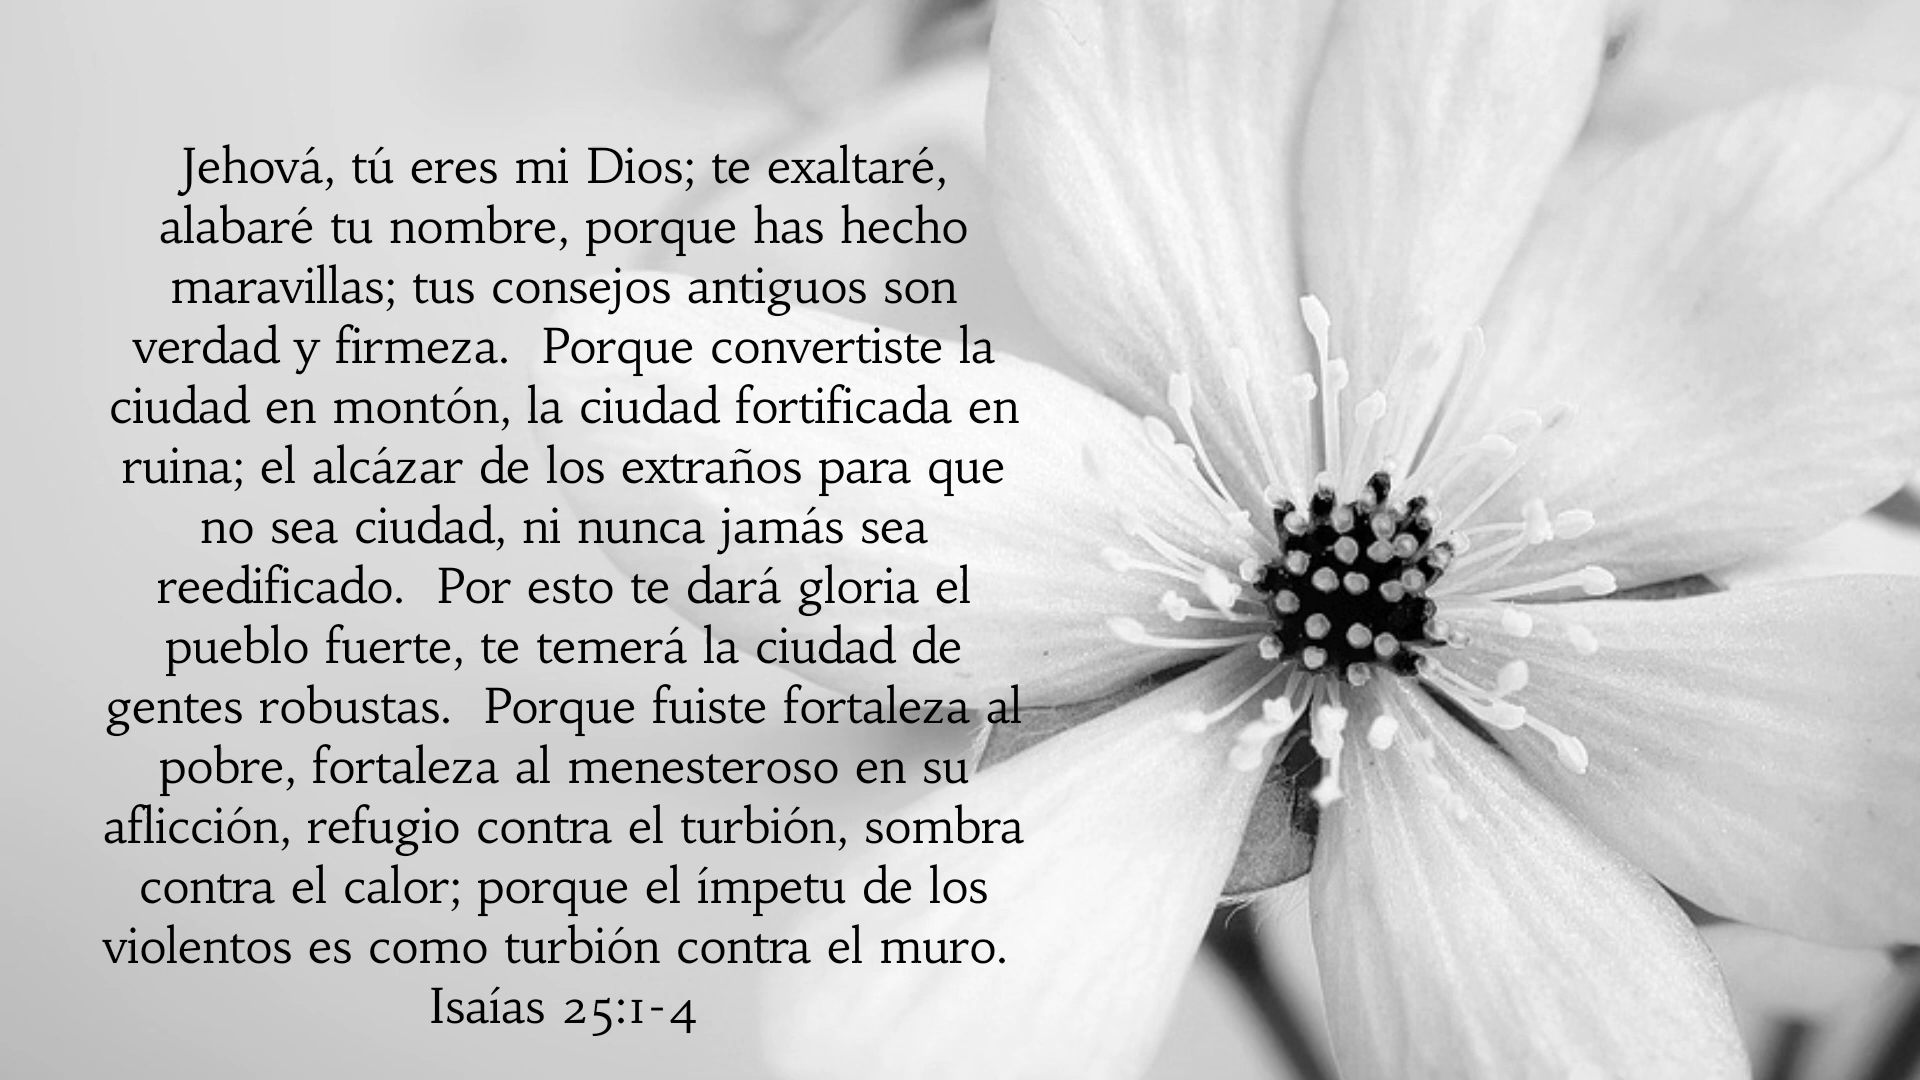 Jehová, tú eres mi Dios; te exaltaré,
alabaré tu nombre, porque has hecho
maravillas; tus consejos antiguos son
verdad y firmeza.  Porque convertiste la
ciudad en montón, la ciudad fortificada en
ruina; el alcázar de los extraños para que
no sea ciudad, ni nunca jamás sea
reedificado.  Por esto te dará gloria el
pueblo fuerte, te temerá la ciudad de
gentes robustas.  Porque fuiste fortaleza al
pobre, fortaleza al menesteroso en su
aflicción, refugio contra el turbión, sombra
contra el calor; porque el ímpetu de los
violentos es como turbión contra el muro.
Isaías 25:1-4